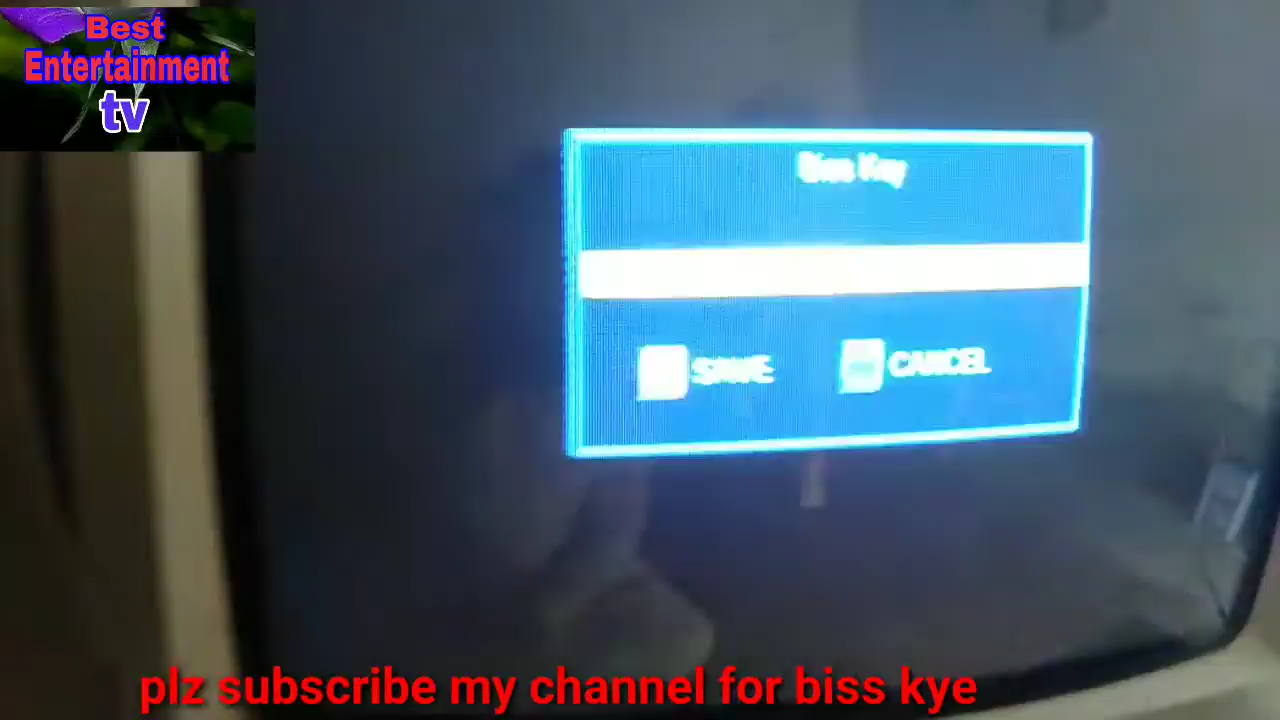 Best
Entertainment
tv
Biss Key
SAVE
CANCEL
plz subscribe my channel for biss kye